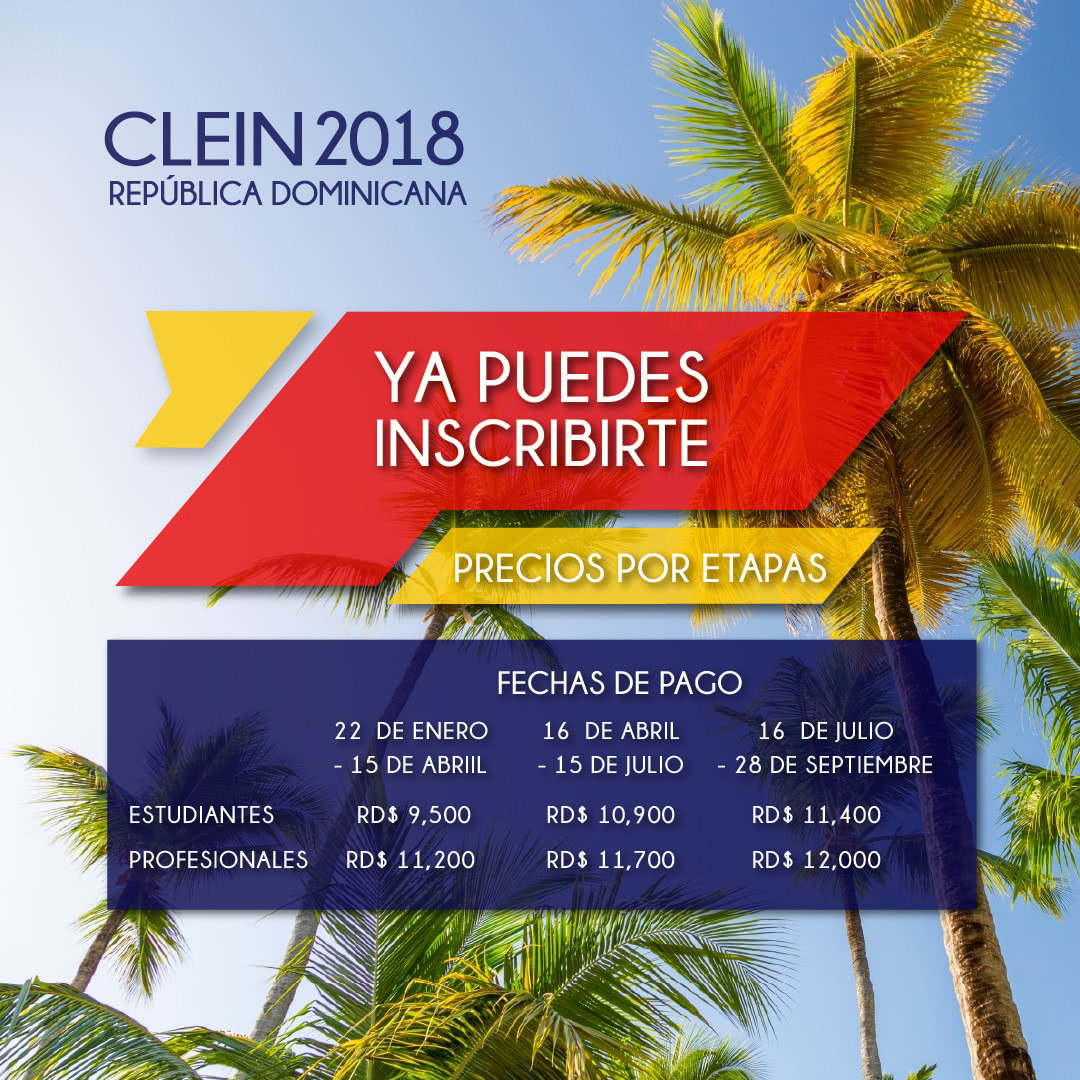 CLEIN 2018
REPÚBLICA DOMINICANA
YA PUEDES
INSCRIBIRTE
PRECIOS POR ETAPAS
FECHAS DE PAGO
22 DE ENERO 16 DE ABRIL 16 DE JULIO
- 15 DE ABRIIL - 15 DE JULIO - 28 DE SEPTIEMBRE
ESTUDIANTES RD$ 9,500 RD$ 10,900 RD$ 11,400
PROFESIONALES RD$ 11,200 RD$ 11,700 RD$ 12,000